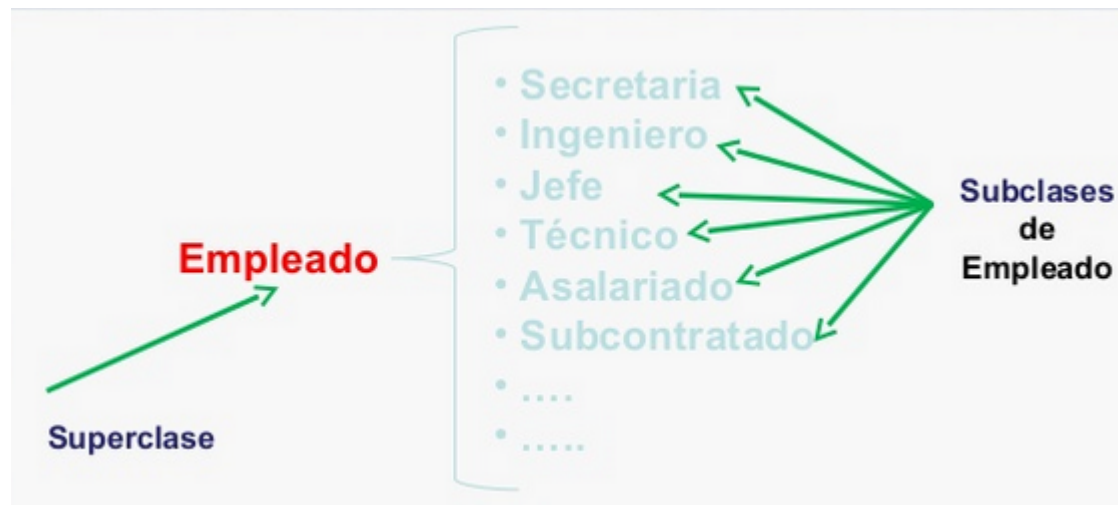 • Secretaria
• Ingeniero
• Jefe
• Técnico
• Asalariado
• Subcontratado
• ....
• .....
Empleado
Superclase
Subclases
de
Empleado